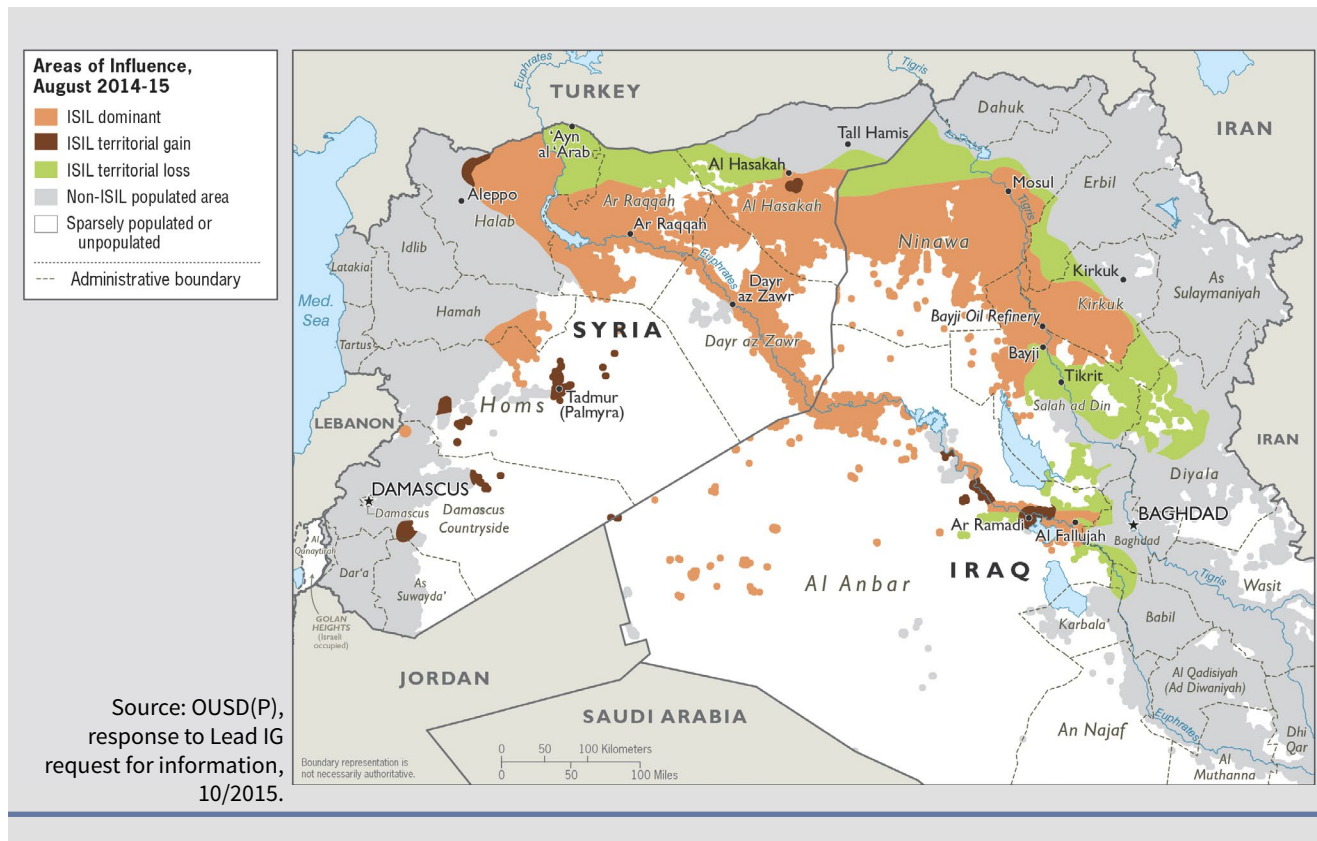 Areas of Influence,
August 2014-15
ISIL dominant
ISIL territorial gain
ISIL territorial loss
Non-ISIL populated area
Sparsely populated or
unpopulated
Administrative boundary
Euphrates
TURKEY
Tigris
Dahuk
IRAN
'Ayn
al 'Arab
Tall Hamis
Al Hasakah
Mosul
Erbil
Aleppo
Halab
Ar Raqqah
Al Hasakah
Tigris
Ar Raqqah
Ninawa
Idlib
Latakia
Euphrates
Kirkuk
As
Sulaymaniyah
Med.
Sea
Dayr
az Zawr
Kirkuk
Hamah
Bayji Oil Refinery
SYRIA
Tartus
Dayr az Zawr
Bayji
Tikrit
Tadmur
(Palmyra)
Homs
Salah ad Din
LEBANON
IRAN
Diyala
DAMASCUS
Damascus
Damascus
Countryside
Ar Ramadi
Al Fallujah
BAGHDAD
Baghdad
Al
Qunaytirah
Dar'a
As
Suwayda'
IRAQ
Al Anbar
Tigris
Wasit
GOLAN
HEIGHTS
(Israeli
occupied)
Karbala'
Babil
JORDAN
Al Qadisiyah
(Ad Diwaniyah)
SAUDI ARABIA
An Najaf
Euphrates
Dhi
Qar
Al
Muthanna
0 50 100 Kilometers
0 50 100 Miles
Boundary representation is
not necessarily authoritative.
Source: OUSD(P),
response to Lead IG
request for information,
10/2015.